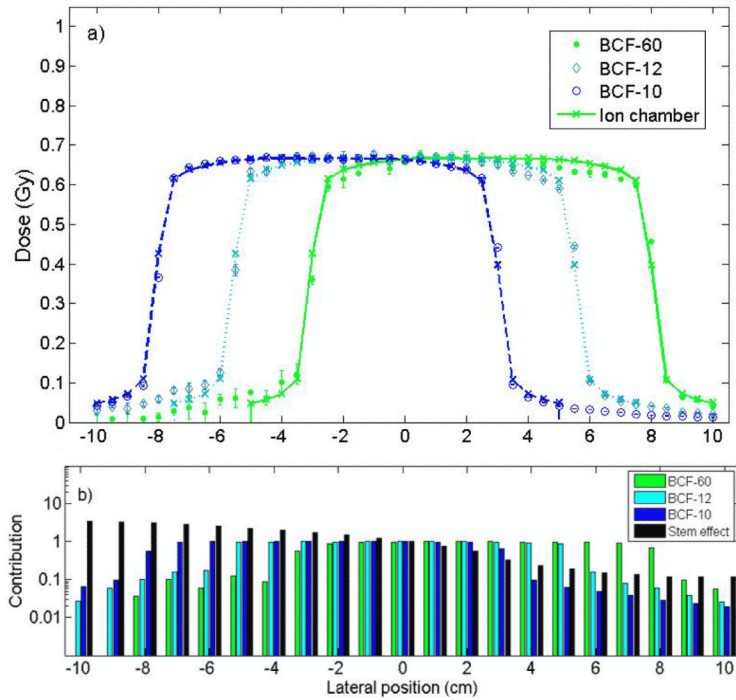 a)
BCF-60
BCF-12
BCF-10
Ion chamber
1
0.9
0.8
0.7
0.6
0.5
0.4
0.3
0.2
0.1
0
Dose (Gy)
-10 -8 -6 -4 -2 0 2 4 6 8 10
b)
BCF-60
BCF-12
BCF-10
Stem effect
10
1
0.1
0.01
Contribution
-10 -8 -6 -4 -2 0 2 4 6 8 10
Lateral position (cm)